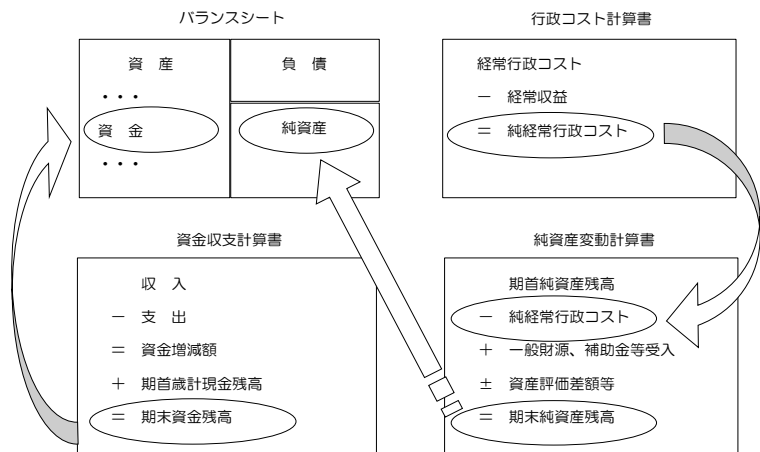 バランスシート
資　産
・・・
資　金
・・・
負　債
純資産
行政コスト計算書
経常行政コスト
－　経常収益
＝　純経常行政コスト
資金収支計算書
収　入
－　支　出
＝　資金増減額
＋　期首歳計現金残高
＝　期末資金残高
純資産変動計算書
期首純資産残高
－　純経常行政コスト
＋　一般財源、補助金等受入
±　資産評価差額等
＝　期末純資産残高